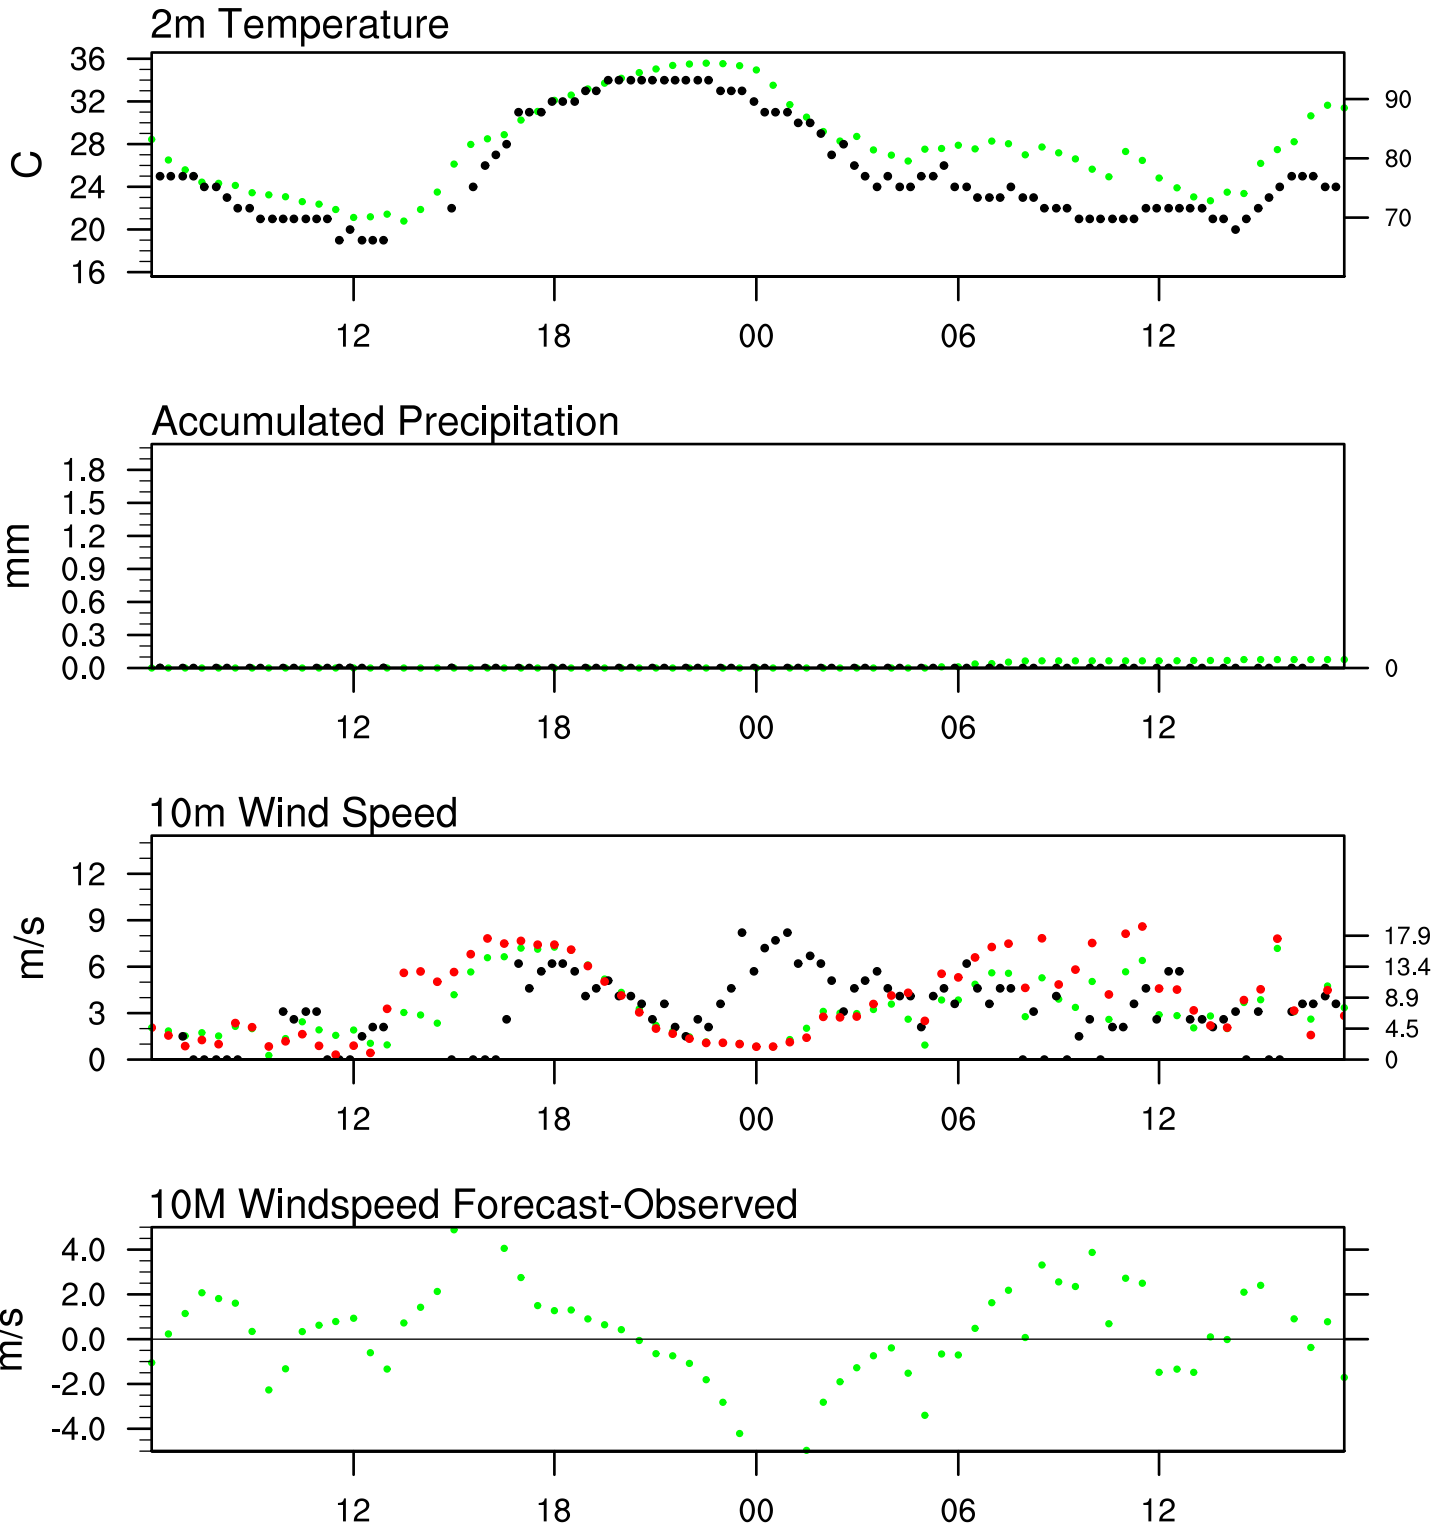 2m Temperature
36
32
28
24
20
16
C
90
80
70
12 18 00 06 12
Accumulated Precipitation
1.8
1.5
1.2
0.9
0.6
0.3
0.0
mm
0
12 18 00 06 12
10m Wind Speed
12
9
6
3
0
m/s
17.9
13.4
8.9
4.5
0
12 18 00 06 12
10M Windspeed Forecast-Observed
4.0
2.0
0.0
-2.0
-4.0
m/s
12 18 00 06 12